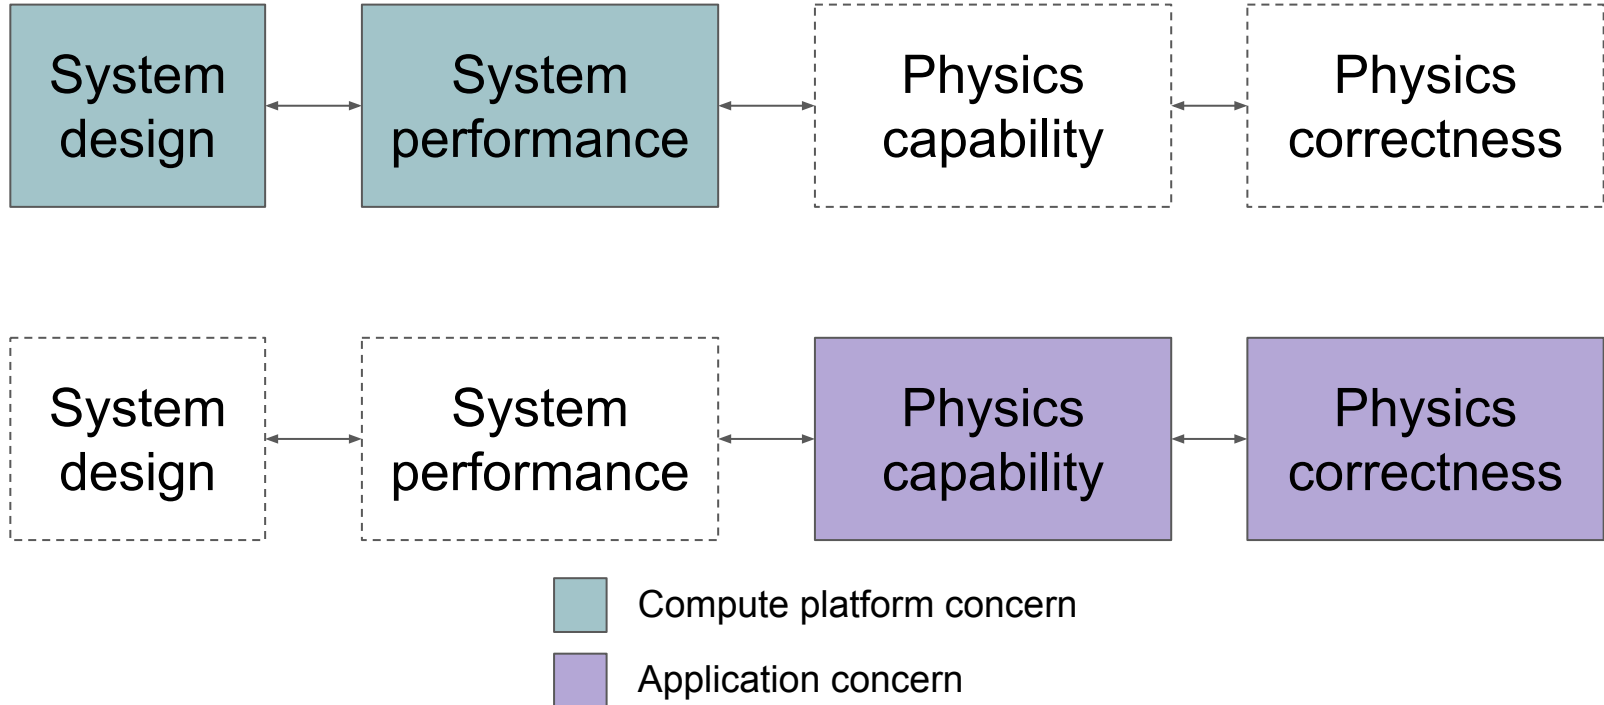 System
design
System
performance
Physics
capability
Physics
correctness
System
design
System
performance
Physics
capability
Physics
correctness
Compute platform concern
Application concern